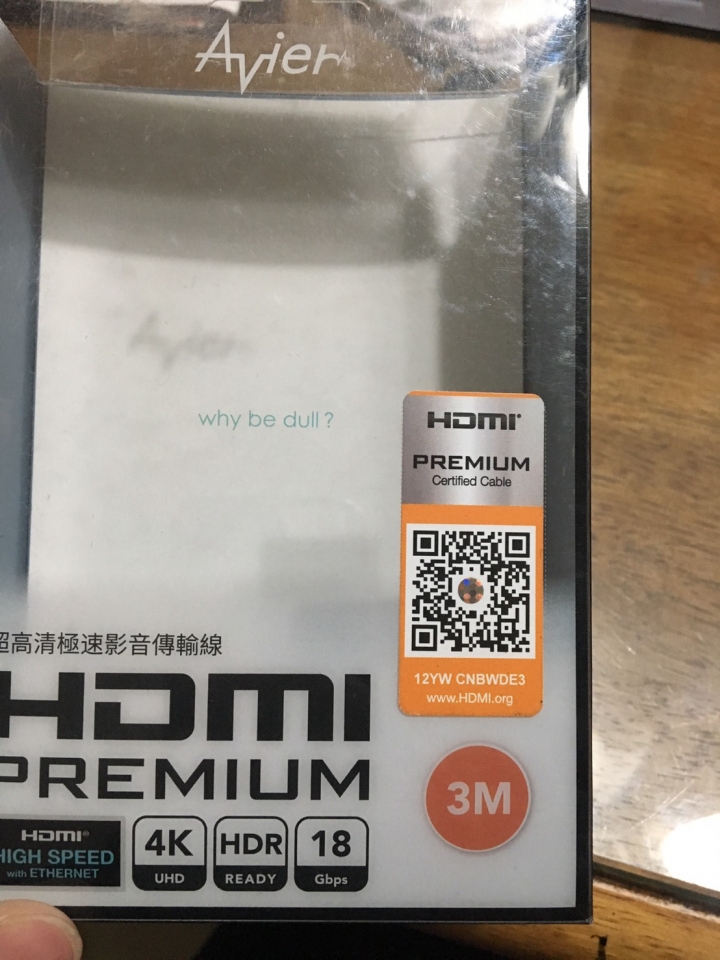 Avier
Avier
why be dull?
HDMI®
PREMIUM
Certified Cable
12YW CNBWDE3
www.HDMI.org
超高清極速影音傳輸線
HDMI
PREMIUM
3M
HDMI®
HIGH SPEED
with ETHERNET
4K
UHD
HDR
READY
18
Gbps